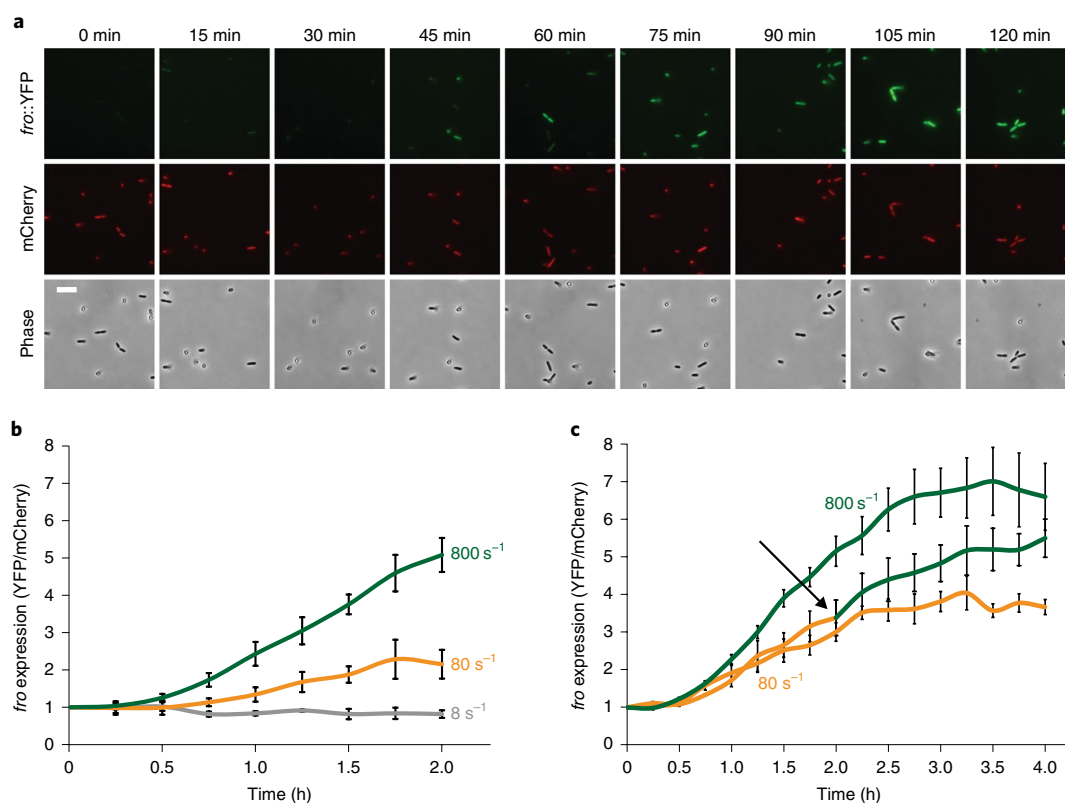 a
0 min 15 min 30 min 45 min 60 min 75 min 90 min 105 min 120 min
fro::YFP
mCherry
Phase
b
fro expression (YFP/mCherry)
8
7
6
5
4
3
2
1
0
800 s⁻¹
80 s⁻¹
8 s⁻¹
0 0.5 1.0 1.5 2.0
Time (h)
c
fro expression (YFP/mCherry)
8
7
6
5
4
3
2
1
0
800 s⁻¹
80 s⁻¹
0 0.5 1.0 1.5 2.0 2.5 3.0 3.5 4.0
Time (h)